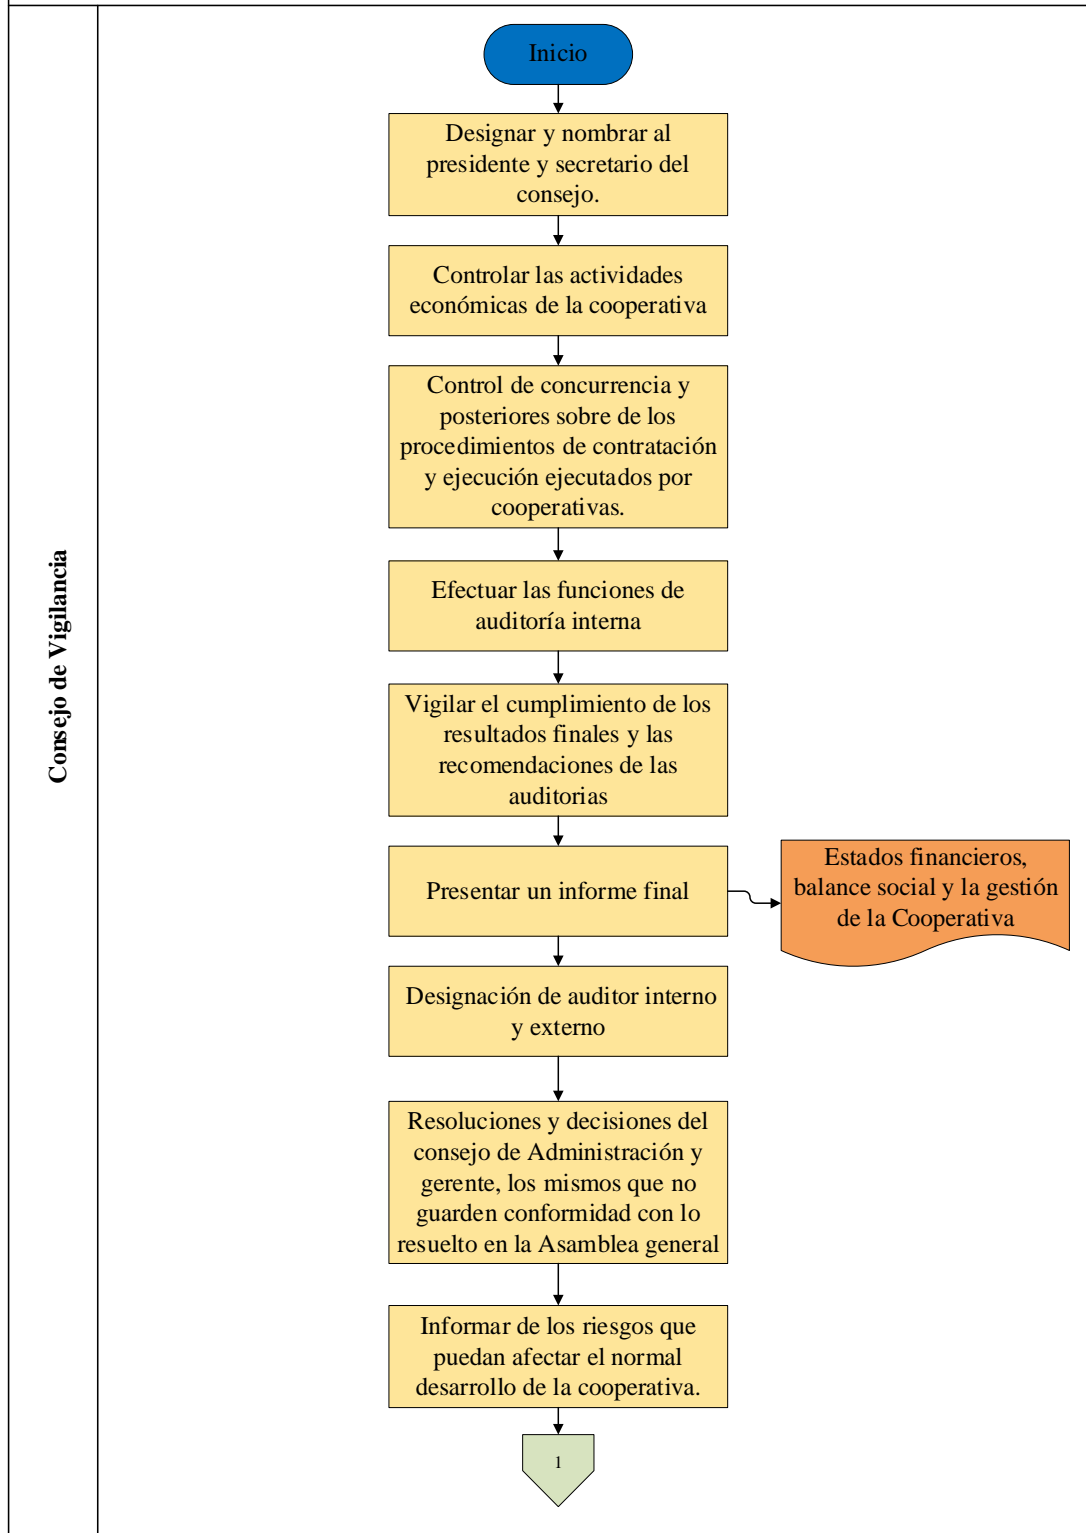 Inicio
Designar y nombrar al
presidente y secretario del
consejo.
Controlar las actividades
económicas de la cooperativa
Control de concurrencia y
posteriores sobre de los
procedimientos de contratación
y ejecución ejecutados por
cooperativas.
Efectuar las funciones de
auditoría interna
Consejo de Vigilancia
Vigilar el cumplimiento de los
resultados finales y las
recomendaciones de las
auditorias
Presentar un informe final
Estados financieros,
balance social y la gestión
de la Cooperativa
Designación de auditor interno
y externo
Resoluciones y decisiones del
consejo de Administración y
gerente, los mismos que no
guarden conformidad con lo
resuelto en la Asamblea general
Informar de los riesgos que
puedan afectar el normal
desarrollo de la cooperativa.
1